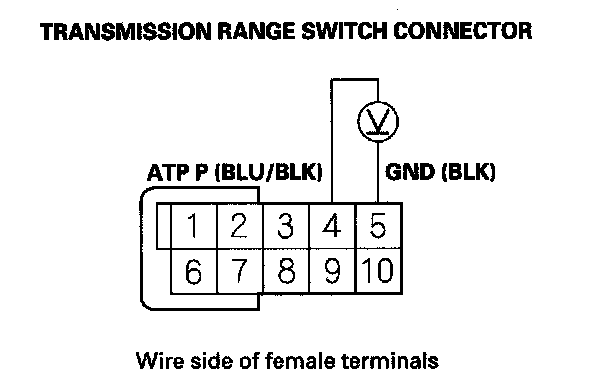 TRANSMISSION RANGE SWITCH CONNECTOR
V
ATP P (BLU/BLK) GND (BLK)
1 2 3 4 5
6 7 8 9 10
Wire side of female terminals